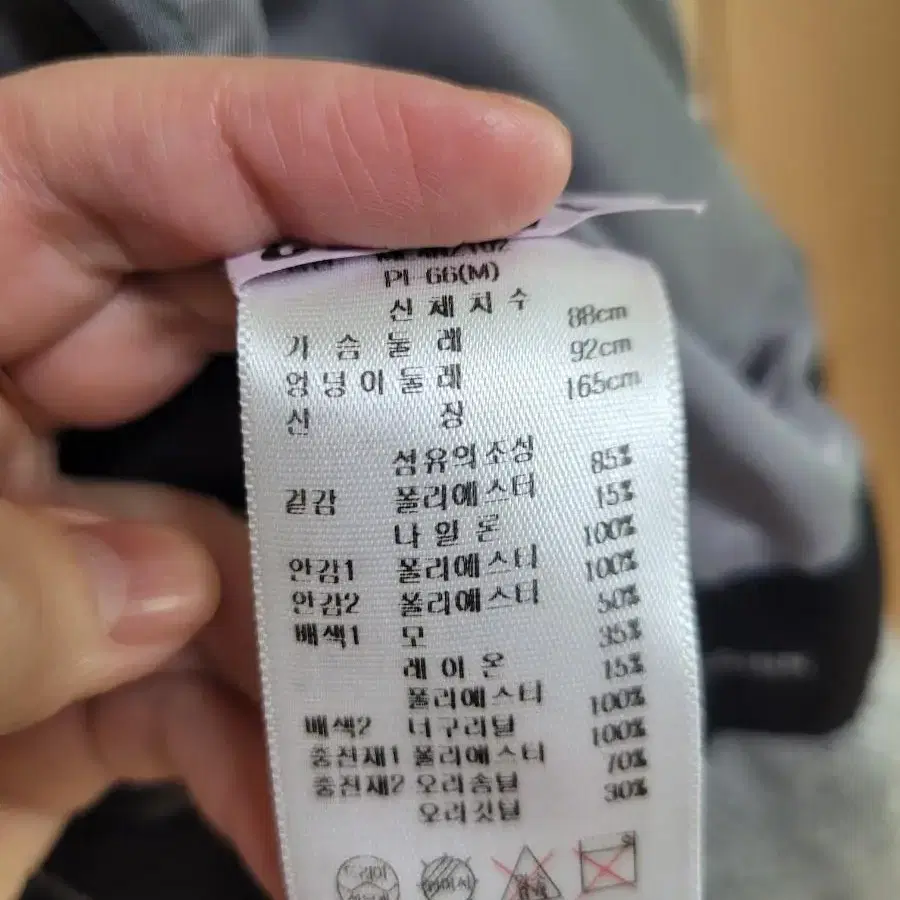 PI 66(M)
신체치수
가슴둘레 88cm
엉덩이둘레 92cm
신장 165cm
섬유의조성
겉감 폴리에스터 85%
나일론 15%
안감1 폴리에스터 100%
안감2 폴리에스터 100%
배색1 모 50%
레이온 35%
폴리에스터 15%
배색2 너구리털 100%
충전재1 폴리에스터 100%
충전재2 오리솜털 70%
오리깃털 30%
드라이